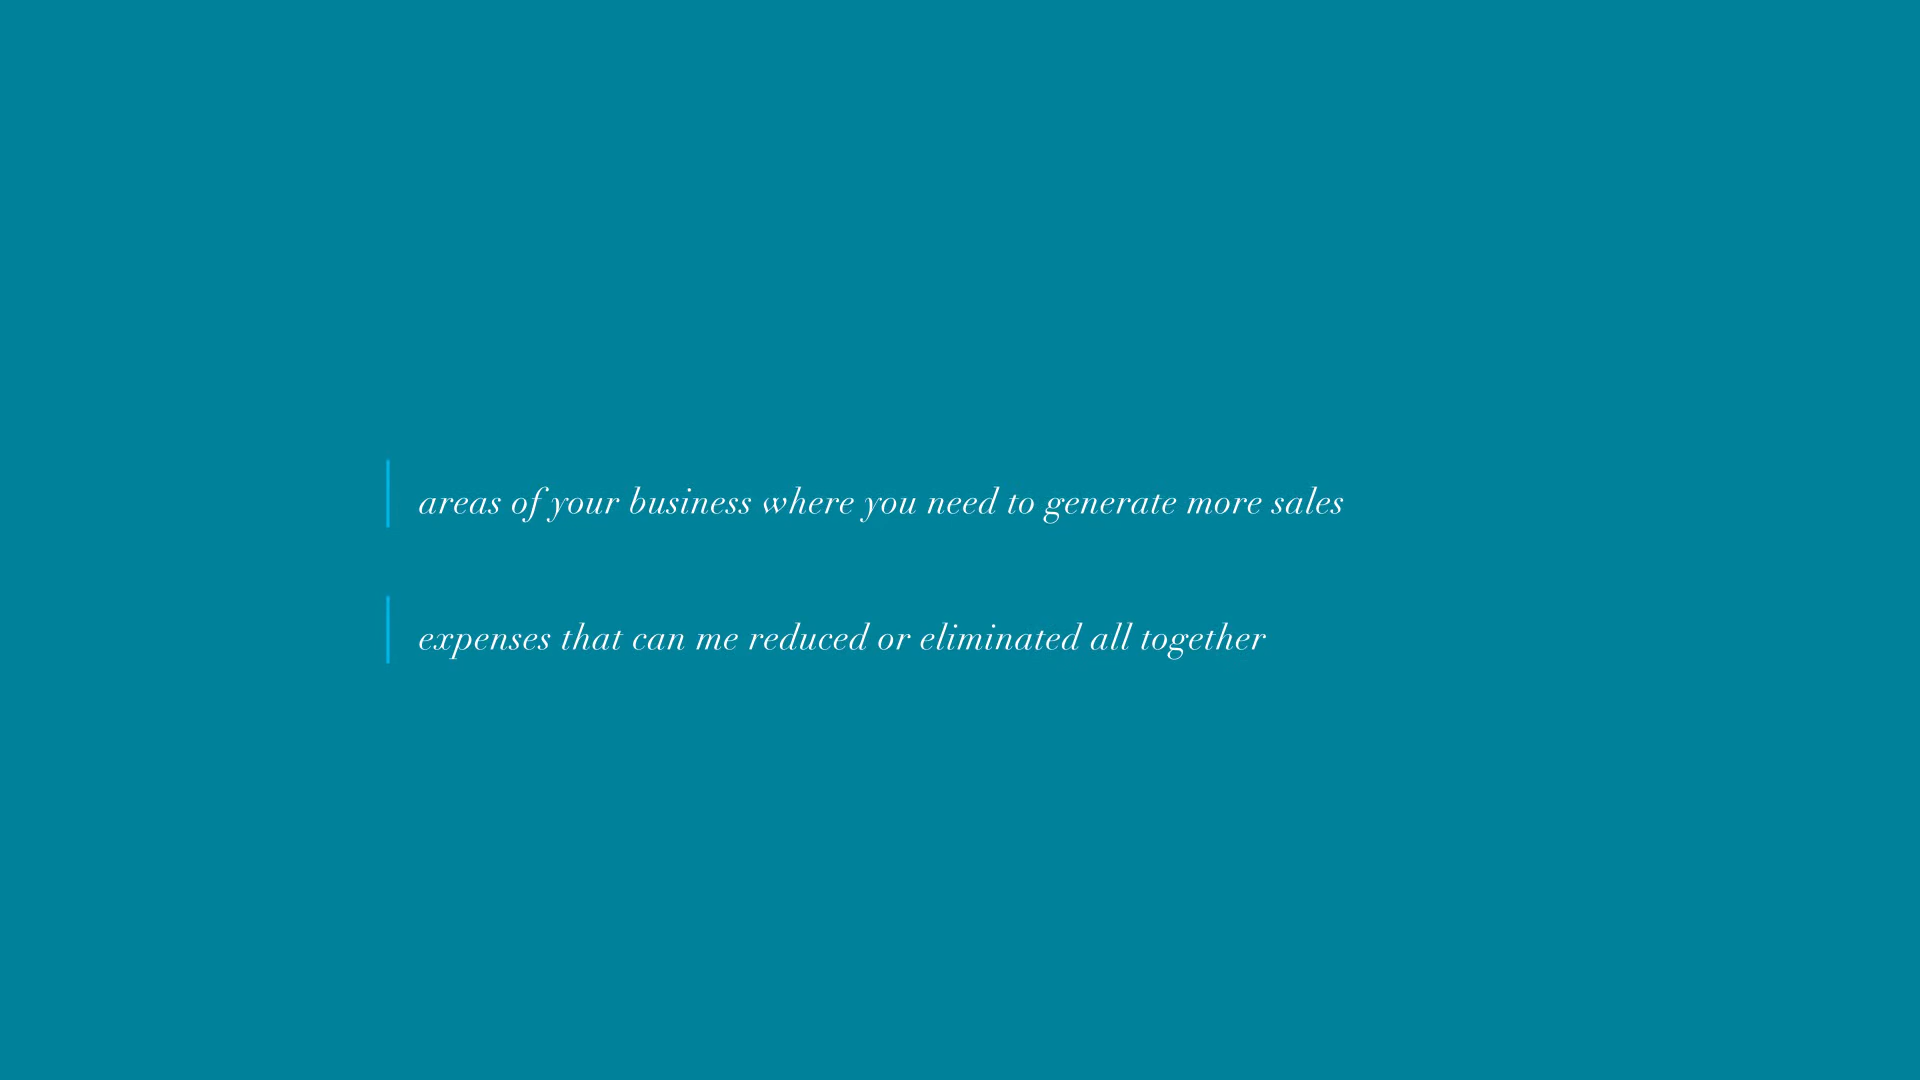 areas of your business where you need to generate more sales
expenses that can me reduced or eliminated all together